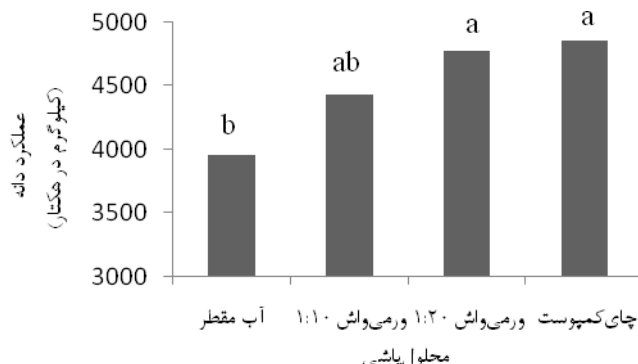 عملکرد دانه
(کیلوگرم در هکتار)
5000
4500
4000
3500
3000
b
ab
a
a
آب مقطر
ورمی‌واش ۱:۱۰
ورمی‌واش ۱:۲۰
چای‌کمپوست
محلول‌پاشی